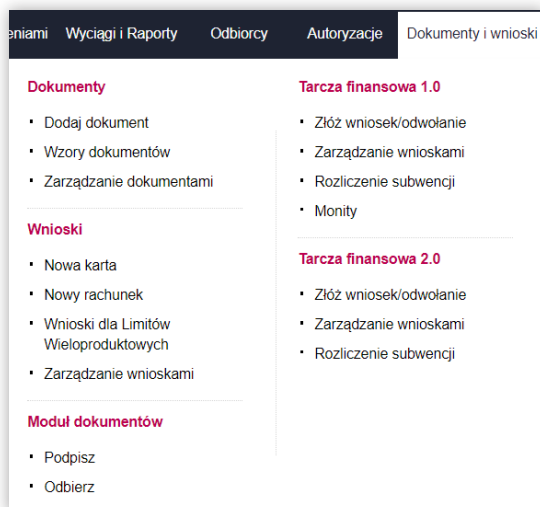 Wyciągi i Raporty Odbiorcy Autoryzacje Dokumenty i wnioski
Dokumenty
Dodaj dokument
Wzory dokumentów
Zarządzanie dokumentami
Wnioski
Nowa karta
Nowy rachunek
Wnioski dla Limitów
Wieloproduktowych
Zarządzanie wnioskami
Moduł dokumentów
Podpisz
Odbierz
Tarcza finansowa 1.0
Złóż wniosek/odwołanie
Zarządzanie wnioskami
Rozliczenie subwencji
Monity
Tarcza finansowa 2.0
Złóż wniosek/odwołanie
Zarządzanie wnioskami
Rozliczenie subwencji